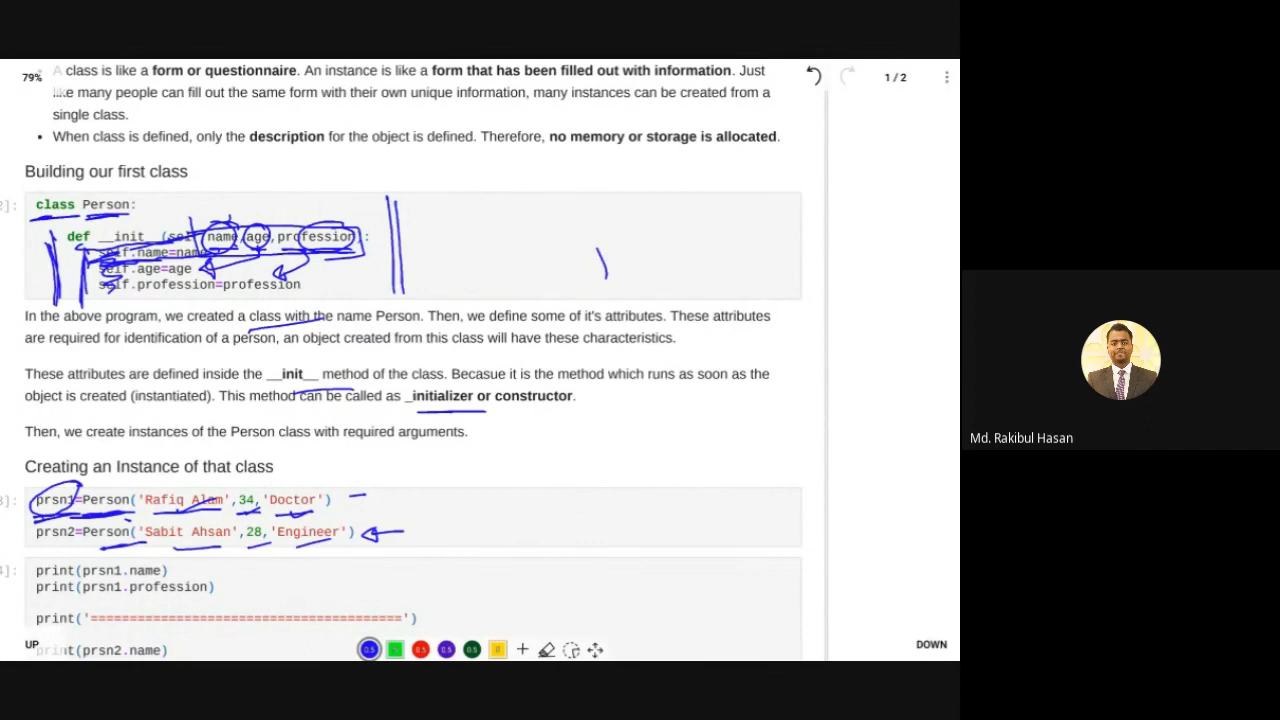 79%
1 / 2
A class is like a form or questionnaire. An instance is like a form that has been filled out with information. Just
like many people can fill out the same form with their own unique information, many instances can be created from a
single class.
When class is defined, only the description for the object is defined. Therefore, no memory or storage is allocated.
Building our first class
2]:
class Person:
def __init__(self,name,age,profession):
self.name=name
self.age=age
self.profession=profession
In the above program, we created a class with the name Person. Then, we define some of it's attributes. These attributes
are required for identification of a person, an object created from this class will have these characteristics.
These attributes are defined inside the __init__ method of the class. Becasue it is the method which runs as soon as the
object is created (instantiated). This method can be called as _initializer or constructor.
Then, we create instances of the Person class with required arguments.
Creating an Instance of that class
3]:
prsn1=Person('Rafiq Alam',34,'Doctor')
prsn2=Person('Sabit Ahsan',28,'Engineer')
4]:
print(prsn1.name)
print(prsn1.profession)
print('========================================')
print(prsn2.name)
UP
DOWN
Md. Rakibul Hasan